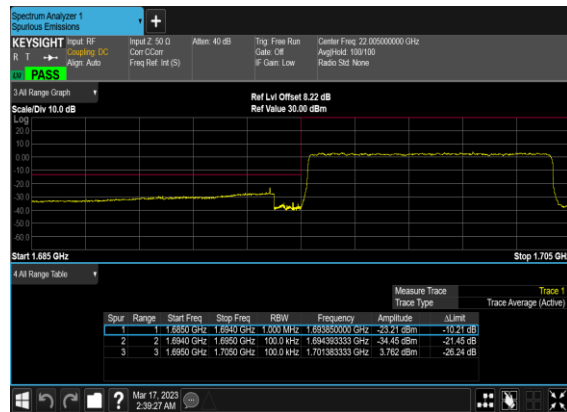 Spectrum Analyzer 1
Spurious Emissions
+
KEYSIGHT Input: RF Input Z: 50 Ω Atten: 40 dB Trig: Free Run Center Freq: 22.005000000 GHz
R T Coupling: DC Corr CCorr Gate: Off Avg|Hold: 100/100
Align: Auto Freq Ref: Int (S) IF Gain: Low Radio Std: None
LW PASS
3 All Range Graph
Ref Lvl Offset 8.22 dB
Scale/Div 10.0 dB Ref Value 30.00 dBm
Log
20.0
10.0
0.00
-10.0
-20.0
-30.0
-40.0
-50.0
-60.0
Start 1.685 GHz Stop 1.705 GHz
4 All Range Table
Measure Trace Trace 1
Trace Type Trace Average (Active)
Spur Range Start Freq Stop Freq RBW Frequency Amplitude ΔLimit
1 1 1.6850 GHz 1.6940 GHz 1.000 MHz 1.693850000 GHz -23.21 dBm -10.21 dB
2 2 1.6940 GHz 1.6950 GHz 100.0 kHz 1.694393333 GHz -34.45 dBm -21.45 dB
3 3 1.6950 GHz 1.7050 GHz 100.0 kHz 1.701383333 GHz 3.762 dBm -26.24 dB
? Mar 17, 2023
2:39:27 AM